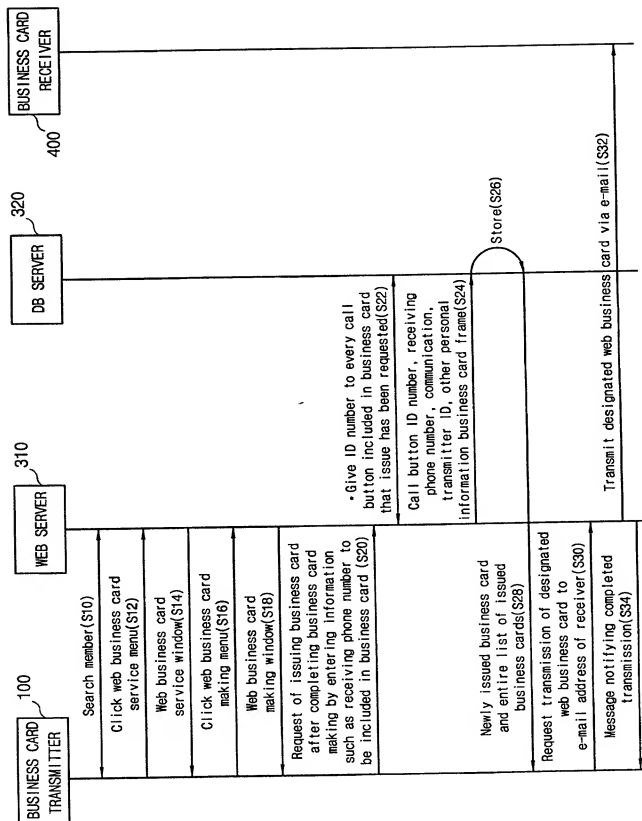 BUSINESS CARD
TRANSMITTER
100
WEB SERVER
310
DB SERVER
320
BUSINESS CARD
RECEIVER
400
Search member(S10)
Click web business card
service menu(S12)
Web business card
service window(S14)
Click web business card
making menu(S16)
Web business card
making window(S18)
Request of issuing business card
after completing business card
making by entering information
such as receiving phone number to
be included in business card (S20)
•Give ID number to every call
button included in business card
that issue has been requested(S22)
Call button ID number, receiving
phone number, communication,
transmitter ID, other personal
information business card frame(S24)
Store(S26)
Newly issued business card
and entire list of issued
business cards(S28)
Request transmission of designated
web business card to
e-mail address of receiver(S30)
Transmit designated web business card via e-mail(S32)
Message notifying completed
transmission(S34)